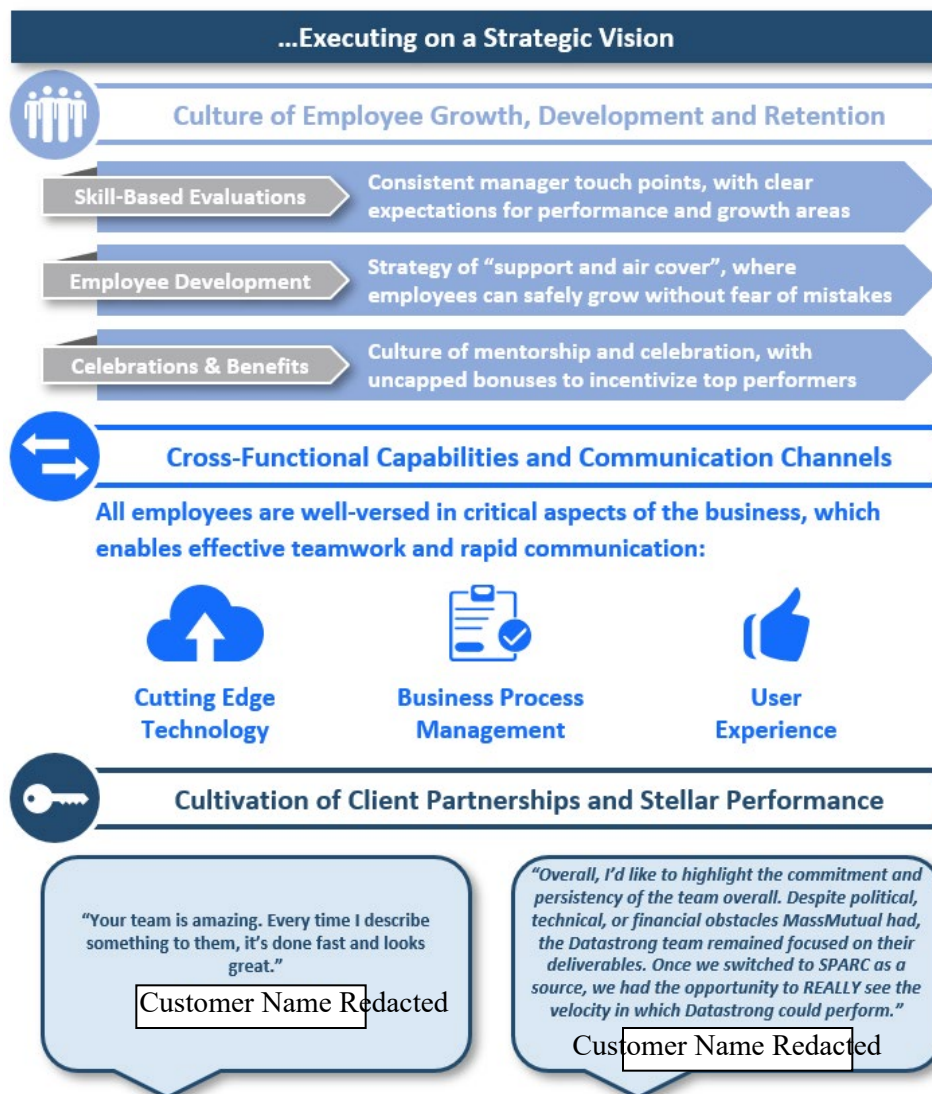 ...Executing on a Strategic Vision
Culture of Employee Growth, Development and Retention
Skill-Based Evaluations
Consistent manager touch points, with clear
expectations for performance and growth areas
Employee Development
Strategy of “support and air cover”, where
employees can safely grow without fear of mistakes
Celebrations & Benefits
Culture of mentorship and celebration, with
uncapped bonuses to incentivize top performers
Cross-Functional Capabilities and Communication Channels
All employees are well-versed in critical aspects of the business, which
enables effective teamwork and rapid communication:
Cutting Edge
Technology
Business Process
Management
User
Experience
Cultivation of Client Partnerships and Stellar Performance
“Your team is amazing. Every time I describe
something to them, it’s done fast and looks
great.”
Customer Name Redacted
“Overall, I’d like to highlight the commitment and
persistency of the team overall. Despite political,
technical, or financial obstacles MassMutual had,
the Datastrong team remained focused on their
deliverables. Once we switched to SPARC as a
source, we had the opportunity to REALLY see the
velocity in which Datastrong could perform.”
Customer Name Redacted